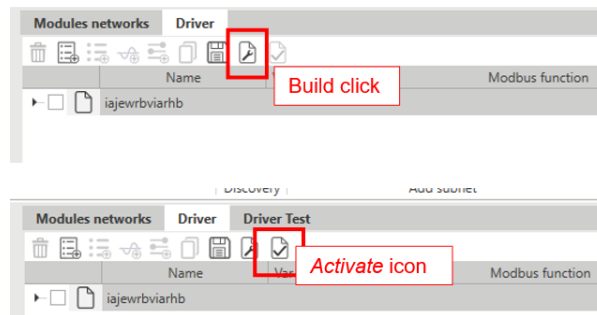 Modules networks Driver
Name Modbus function
Build click
iajewrbviarhb
Discovery Add subnet
Modules networks Driver Driver Test
Name Var Modbus function
Activate icon
iajewrbviarhb